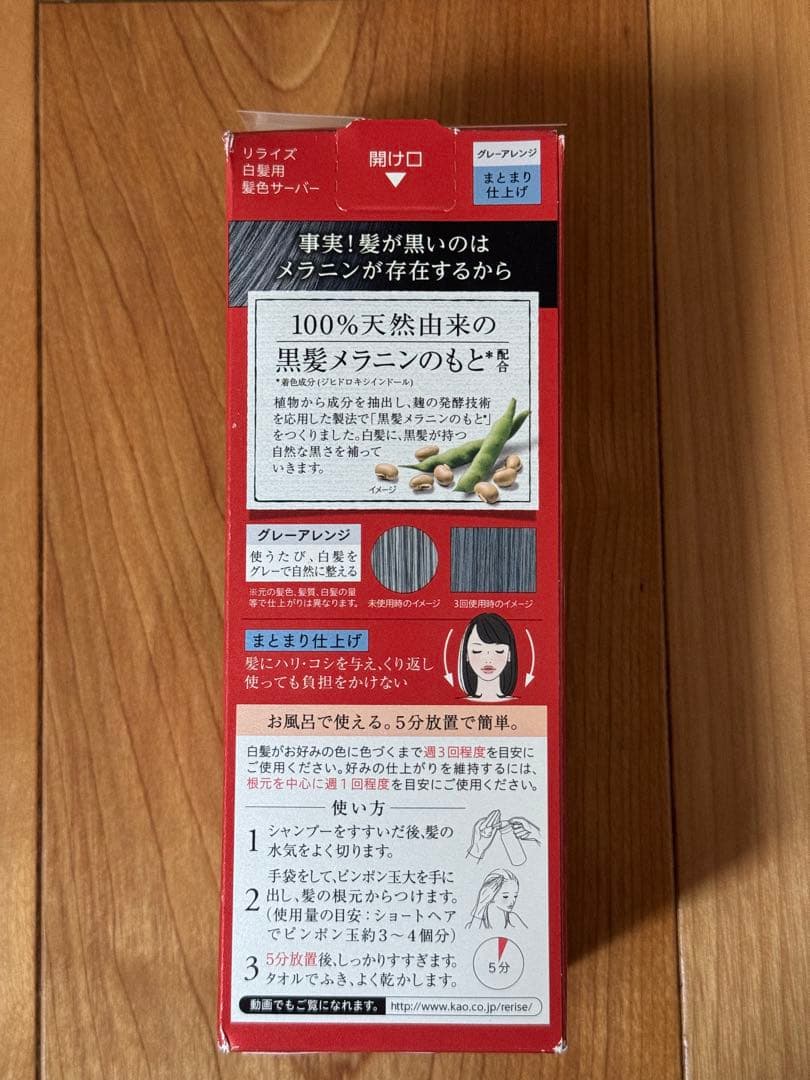 リライズ
白髪用
髪色サーバー
開け口
グレーアレンジ
まとまり
仕上げ
事実!髪が黒いのは
メラニンが存在するから
100%天然由来の
黒髪メラニンのもと*配合
*着色成分(ジヒドロキシインドール)
植物から成分を抽出し、麹の発酵技術
を応用した製法で「黒髪メラニンのもと*」
をつくりました。白髪に、黒髪が持つ
自然な黒さを補って
いきます。
イメージ
グレーアレンジ
使うたび、白髪を
グレーで自然に整える
※元の髪色、髪質、白髪の量
等で仕上がりは異なります。
未使用時のイメージ
3回使用時のイメージ
まとまり仕上げ
髪にハリ・コシを与え、くり返し
使っても負担をかけない
お風呂で使える。5分放置で簡単。
白髪がお好みの色に色づくまで週3回程度を目安に
ご使用ください。好みの仕上がりを維持するには、
根元を中心に週1回程度を目安にご使用ください。
使い方
1 シャンプーをすすいだ後、髪の
水気をよく切ります。
2 手袋をして、ピンポン玉大を手に
出し、髪の根元からつけます。
(使用量の目安:ショートヘア
でピンポン玉約3〜4個分)
3 5分放置後、しっかりすすぎます。
タオルでふき、よく乾かします。
5分
動画でもご覧になれます。 http://www.kao.co.jp/rerise/